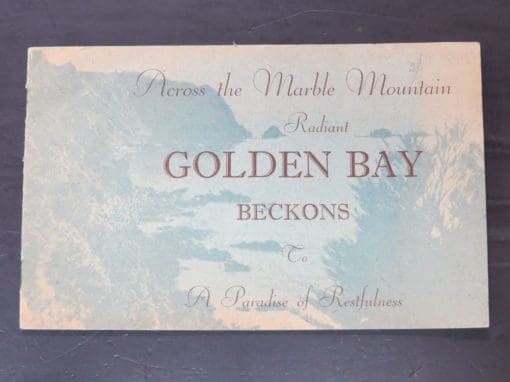 Across the Marble Mountain
Radiant
GOLDEN BAY
BECKONS
To
A Paradise of Restfulness